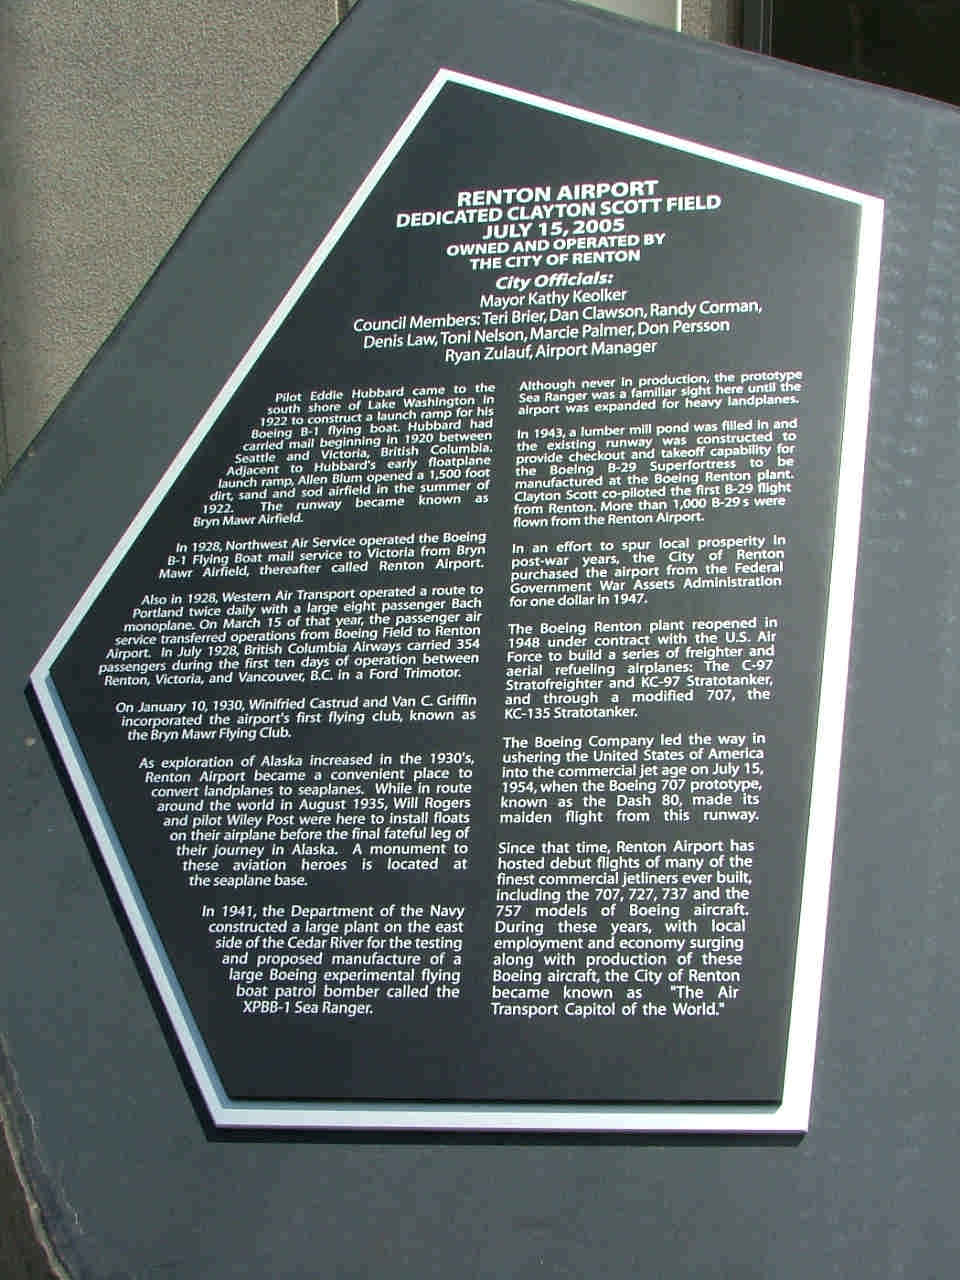 RENTON AIRPORT
DEDICATED CLAYTON SCOTT FIELD
JULY 15, 2005
OWNED AND OPERATED BY
THE CITY OF RENTON
City Officials:
Mayor Kathy Keolker
Council Members: Teri Brier, Dan Clawson, Randy Corman,
Denis Law, Toni Nelson, Marcie Palmer, Don Persson
Ryan Zulauf, Airport Manager
Pilot Eddie Hubbard came to the
south shore of Lake Washington in
1922 to construct a launch ramp for his
Boeing B-1 flying boat. Hubbard had
carried mail beginning in 1920 between
Seattle and Victoria, British Columbia.
Adjacent to Hubbard's early floatplane
launch ramp, Allen Blum opened a 1,500 foot
dirt, sand and sod airfield in the summer of
1922. The runway became known as
Bryn Mawr Airfield.
In 1928, Northwest Air Service operated the Boeing
B-1 Flying Boat mail service to Victoria from Bryn
Mawr Airfield, thereafter called Renton Airport.
Also in 1928, Western Air Transport operated a route to
Portland twice daily with a large eight passenger Bach
monoplane. On March 15 of that year, the passenger air
service transferred operations from Boeing Field to Renton
Airport. In July 1928, British Columbia Airways carried 354
passengers during the first ten days of operation between
Renton, Victoria, and Vancouver, B.C. in a Ford Trimotor.
On January 10, 1930, Winifried Castrud and Van C. Griffin
incorporated the airport's first flying club, known as
the Bryn Mawr Flying Club.
As exploration of Alaska increased in the 1930's,
Renton Airport became a convenient place to
convert landplanes to seaplanes. While in route
around the world in August 1935, Will Rogers
and pilot Wiley Post were here to install floats
on their airplane before the final fateful leg of
their journey in Alaska. A monument to
these aviation heroes is located at
the seaplane base.
In 1941, the Department of the Navy
constructed a large plant on the east
side of the Cedar River for the testing
and proposed manufacture of a
large Boeing experimental flying
boat patrol bomber called the
XPBB-1 Sea Ranger.
Although never in production, the prototype
Sea Ranger was a familiar sight here until the
airport was expanded for heavy landplanes.
In 1943, a lumber mill pond was filled in and
the existing runway was constructed to
provide checkout and takeoff capability for
the Boeing B-29 Superfortress to be
manufactured at the Boeing Renton plant.
Clayton Scott co-piloted the first B-29 flight
from Renton. More than 1,000 B-29s were
flown from the Renton Airport.
In an effort to spur local prosperity in
post-war years, the City of Renton
purchased the airport from the Federal
Government War Assets Administration
for one dollar in 1947.
The Boeing Renton plant reopened in
1948 under contract with the U.S. Air
Force to build a series of freighter and
aerial refueling airplanes: The C-97
Stratofreighter and KC-97 Stratotanker,
and through a modified 707, the
KC-135 Stratotanker.
The Boeing Company led the way in
ushering the United States of America
into the commercial jet age on July 15,
1954, when the Boeing 707 prototype,
known as the Dash 80, made its
maiden flight from this runway.
Since that time, Renton Airport has
hosted debut flights of many of the
finest commercial jetliners ever built,
including the 707, 727, 737 and the
757 models of Boeing aircraft.
During these years, with local
employment and economy surging
along with production of these
Boeing aircraft, the City of Renton
became known as "The Air
Transport Capitol of the World."